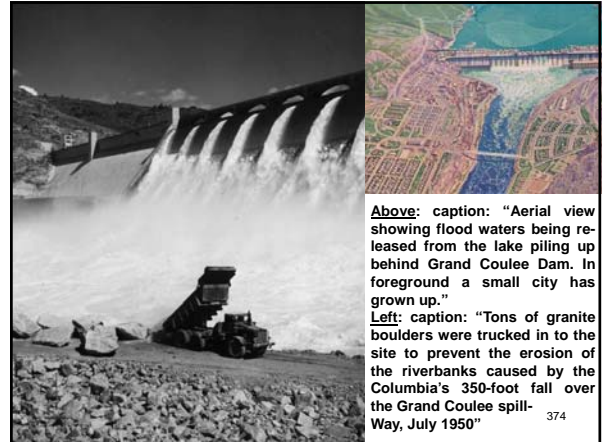 Above: caption: “Aerial view
showing flood waters being re-
leased from the lake piling up
behind Grand Coulee Dam. In
foreground a small city has
grown up.”
Left: caption: “Tons of granite
boulders were trucked in to the
site to prevent the erosion of
the riverbanks caused by the
Columbia’s 350-foot fall over
the Grand Coulee spill-
Way, July 1950”
374